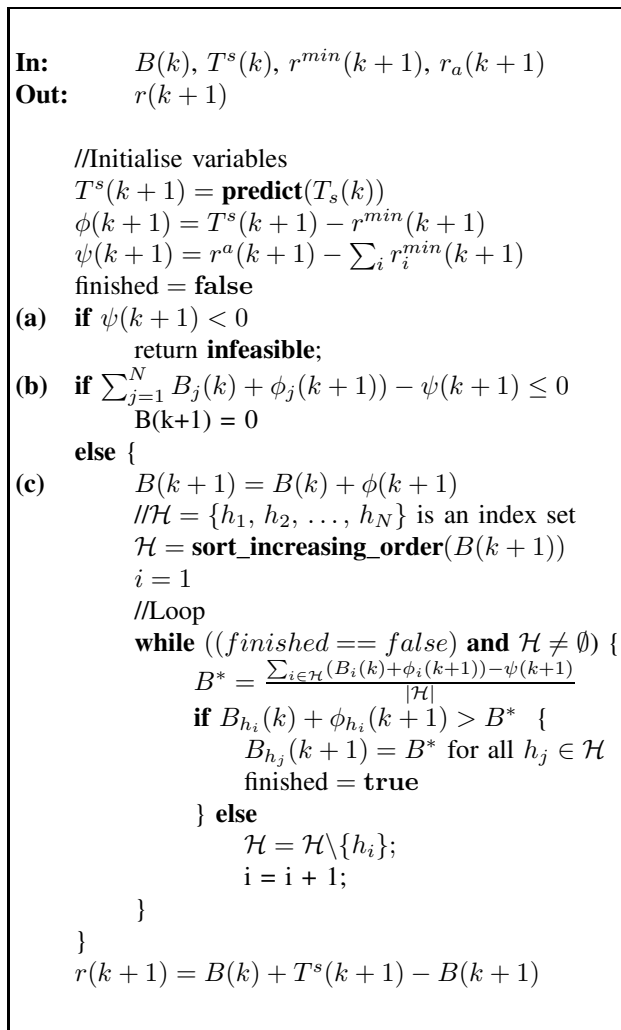 In: B(k), T^s(k), r^{min}(k+1), r_a(k+1)
Out: r(k+1)
//Initialise variables
T^s(k+1) = predict(T_s(k))
ϕ(k+1) = T^s(k+1) − r^{min}(k+1)
ψ(k+1) = r^a(k+1) − ∑_i r_i^{min}(k+1)
finished = false
(a) if ψ(k+1) < 0
return infeasible;
(b) if ∑_{j=1}^N B_j(k) + ϕ_j(k+1)) − ψ(k+1) ≤ 0
B(k+1) = 0
else {
(c) B(k+1) = B(k) + ϕ(k+1)
//ℋ = {h_1, h_2, …, h_N} is an index set
ℋ = sort_increasing_order(B(k+1))
i = 1
//Loop
while ((finished == false) and ℋ ≠ ∅) {
B^* = \frac{∑_{i∈ℋ}(B_i(k)+ϕ_i(k+1))−ψ(k+1)}{|ℋ|}
if B_{h_i}(k) + ϕ_{h_i}(k+1) > B^* {
B_{h_j}(k+1) = B^* for all h_j ∈ ℋ
finished = true
} else
ℋ = ℋ\{h_i};
i = i + 1;
}
}
r(k+1) = B(k) + T^s(k+1) − B(k+1)